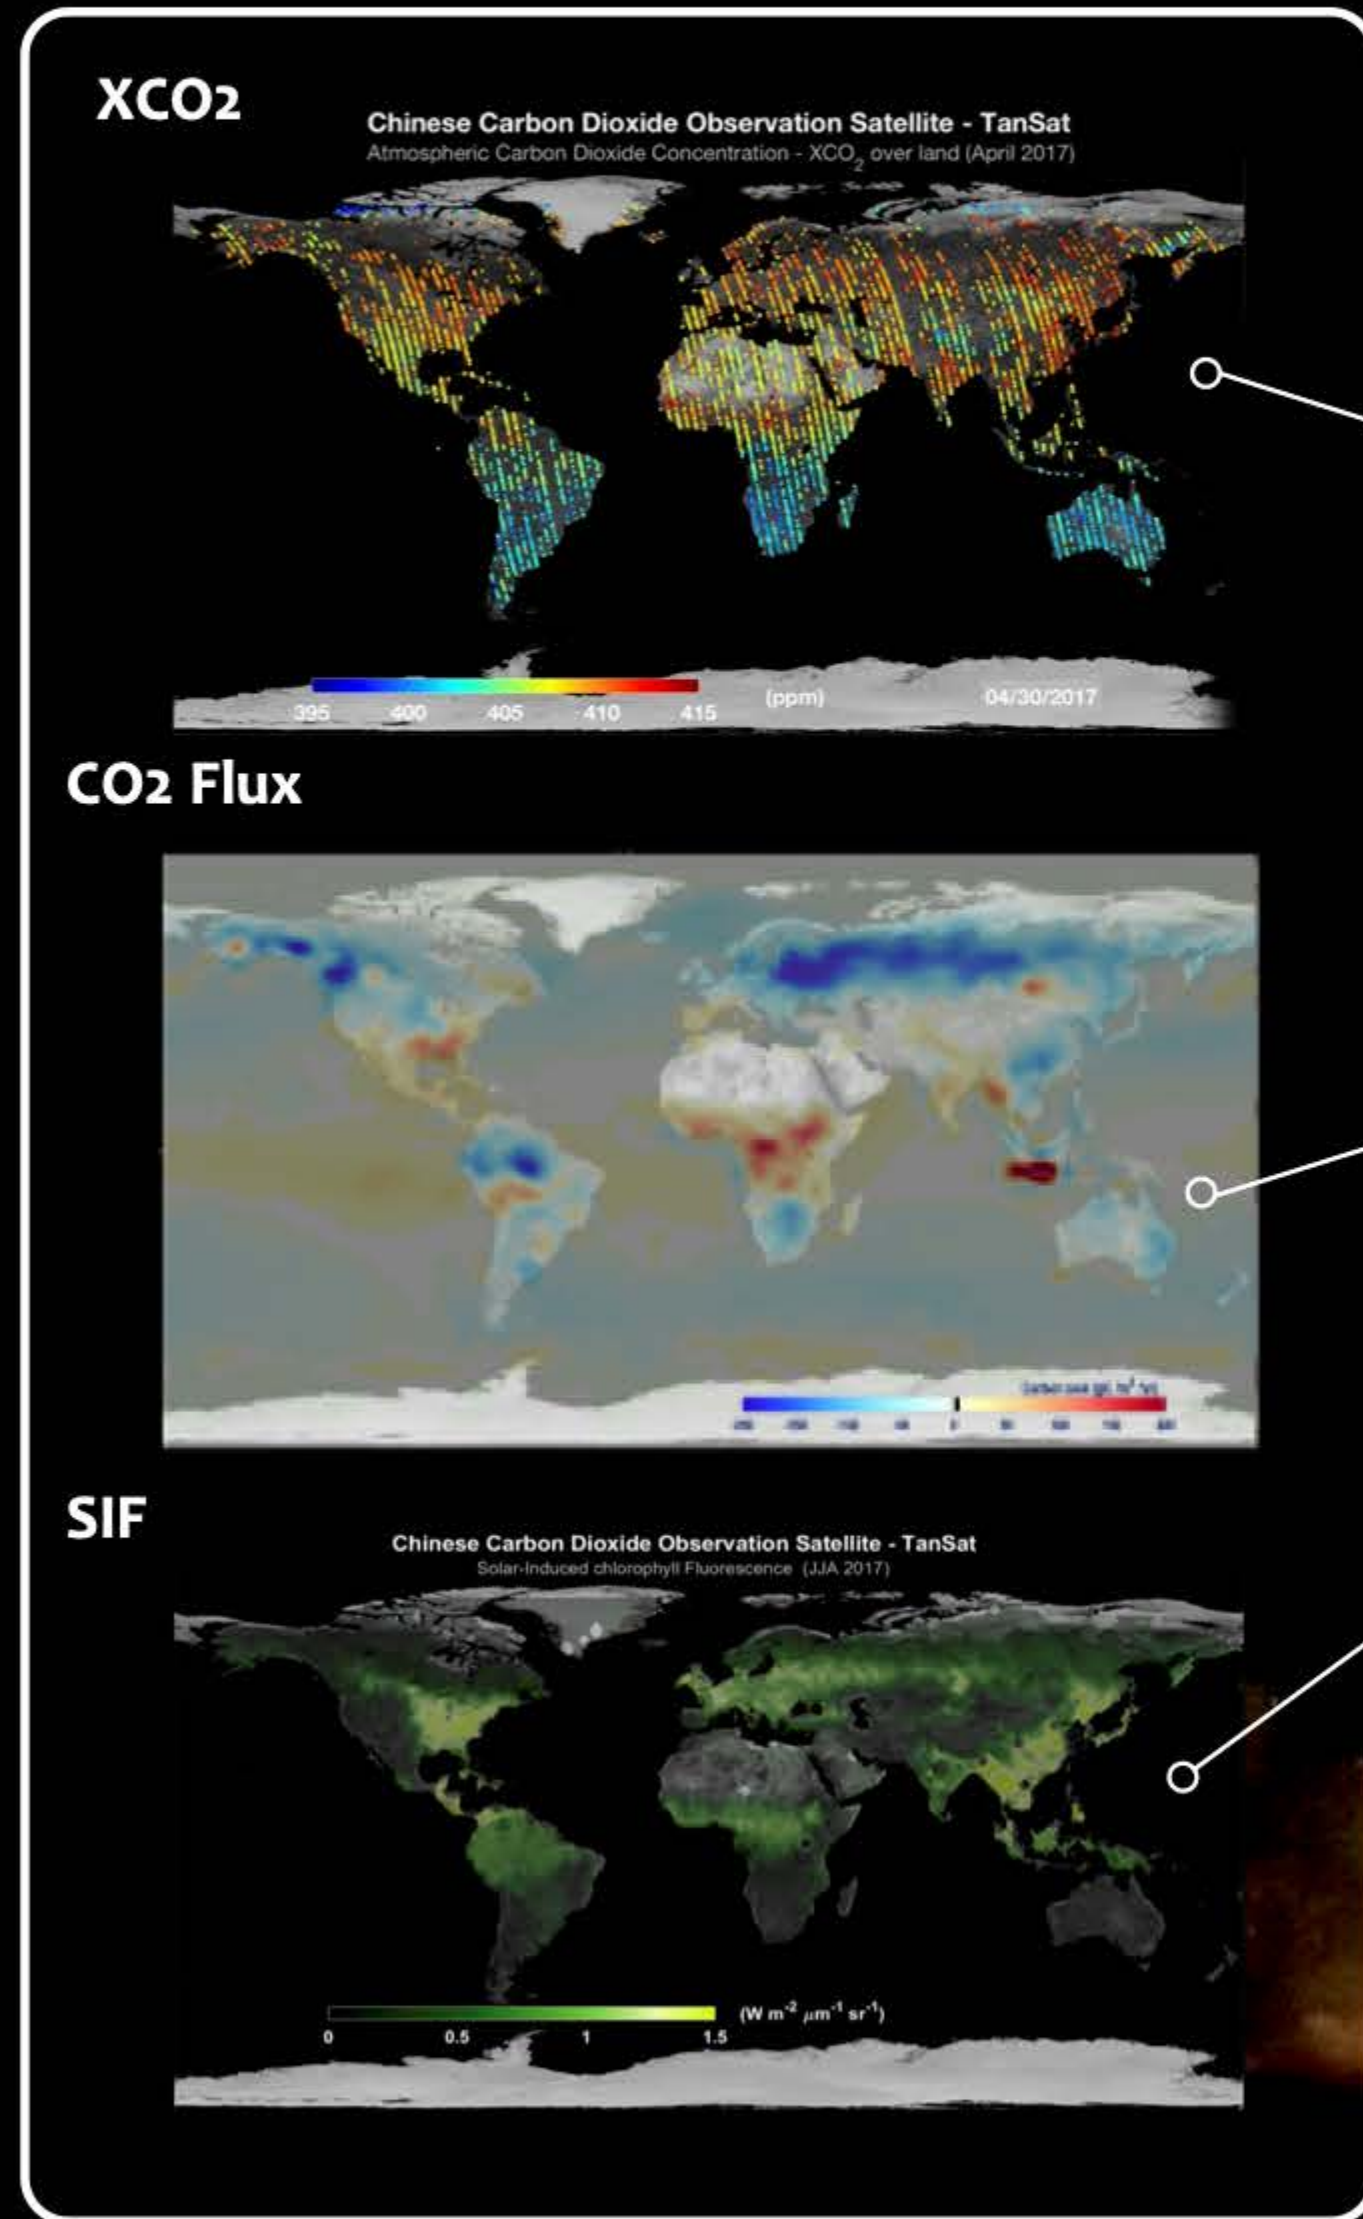 XCO2
Chinese Carbon Dioxide Observation Satellite - TanSat
Atmospheric Carbon Dioxide Concentration - XCO₂ over land (April 2017)
395 400 405 410 415 (ppm) 04/30/2017
CO2 Flux
SIF
Chinese Carbon Dioxide Observation Satellite - TanSat
Solar-Induced chlorophyll Fluorescence (JJA 2017)
(W m⁻² μm⁻¹ sr⁻¹)
0 0.5 1 1.5